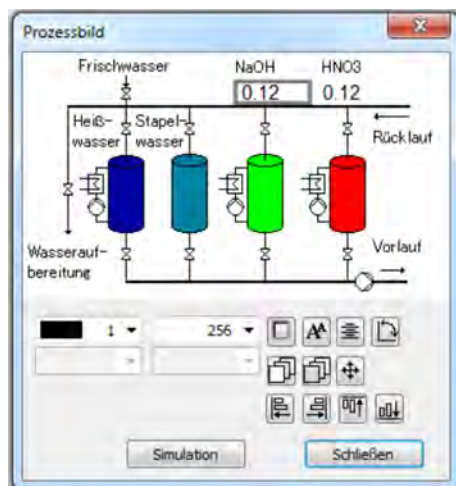 Prozessbild
Frischwasser
NaOH
HNO3
0.12
0.12
Heiß-
wasser
Stapel-
wasser
Rücklauf
Wasserauf-
bereitung
Vorlauf
1
256
AA
Simulation
Schließen